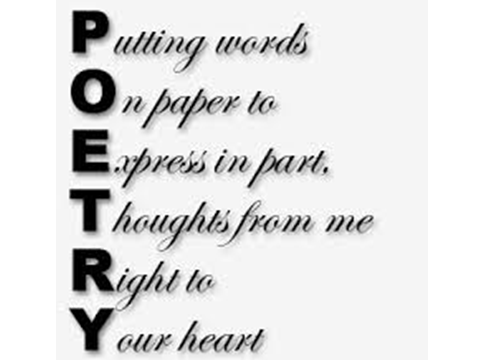 Putting words
On paper to
Express in part,
Thoughts from me
Right to
Your heart